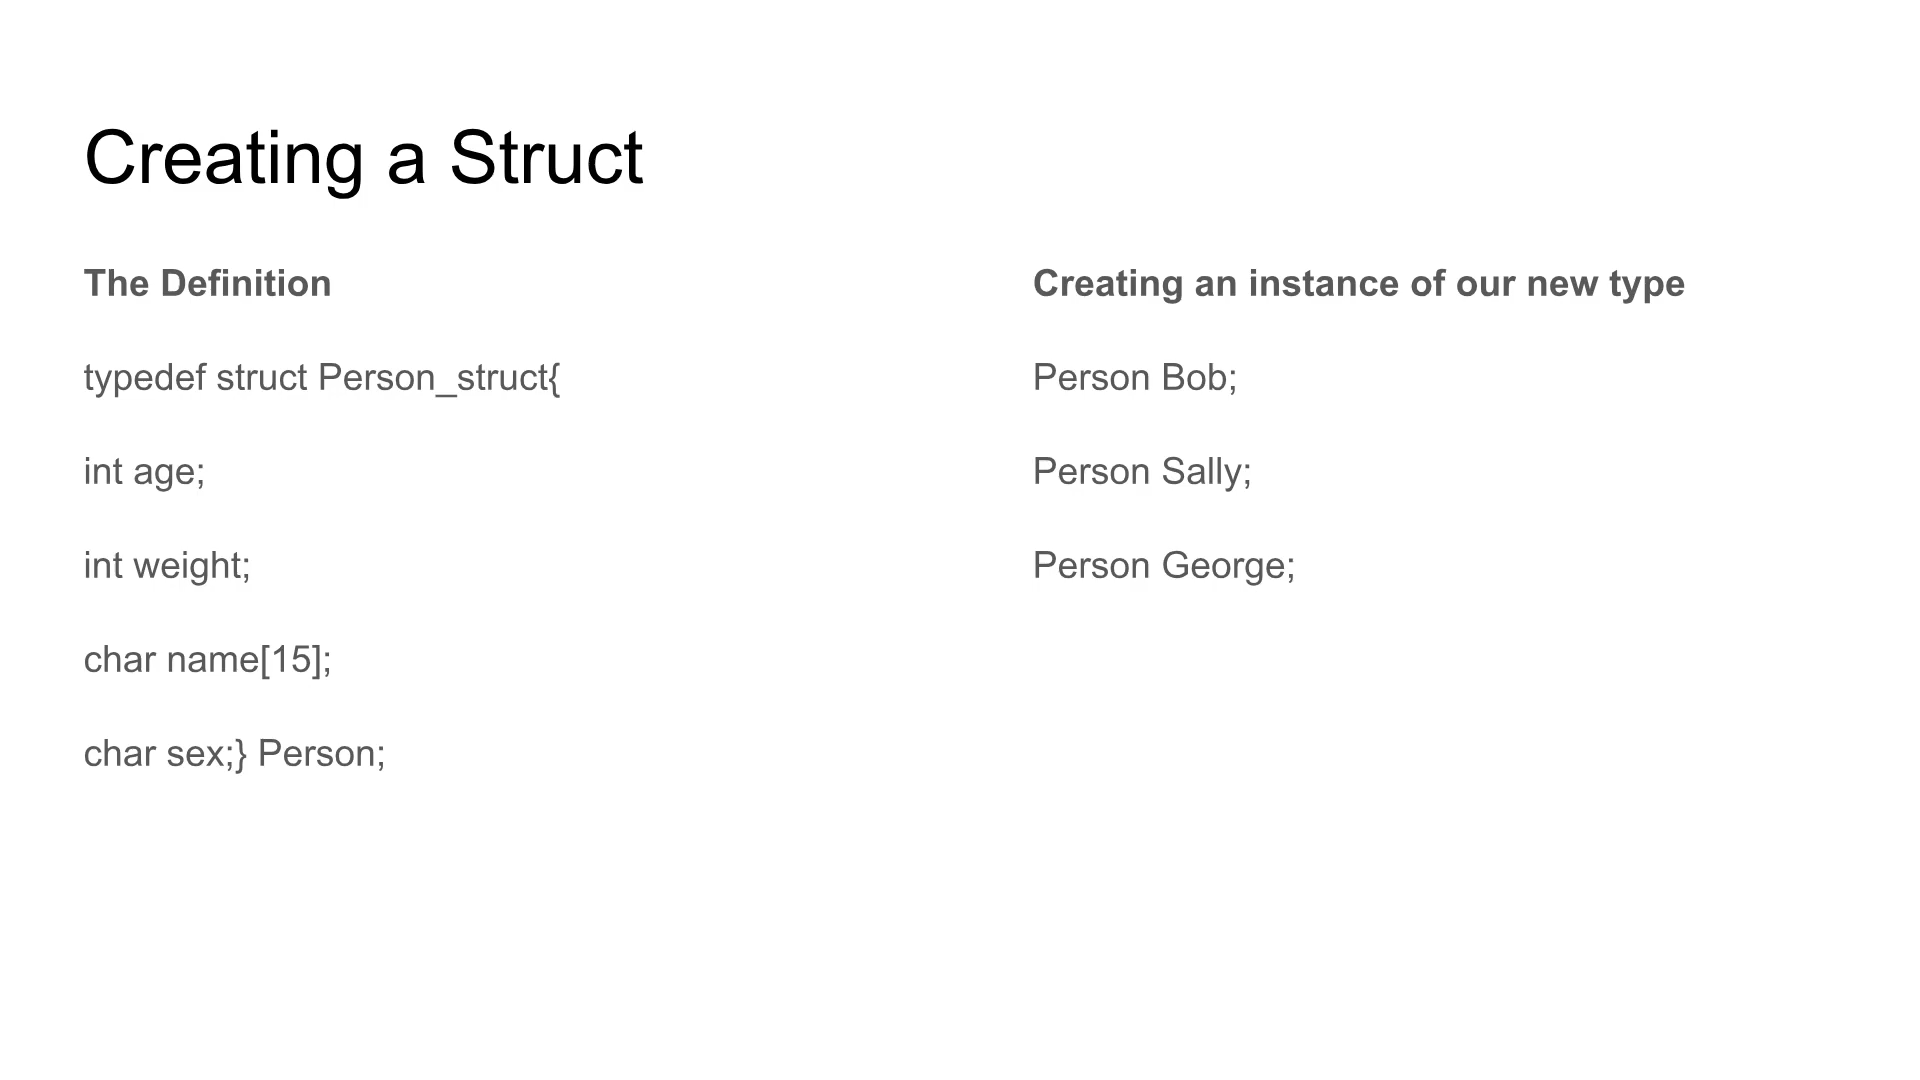 Creating a Struct
The Definition
typedef struct Person_struct{
int age;
int weight;
char name[15];
char sex;} Person;
Creating an instance of our new type
Person Bob;
Person Sally;
Person George;